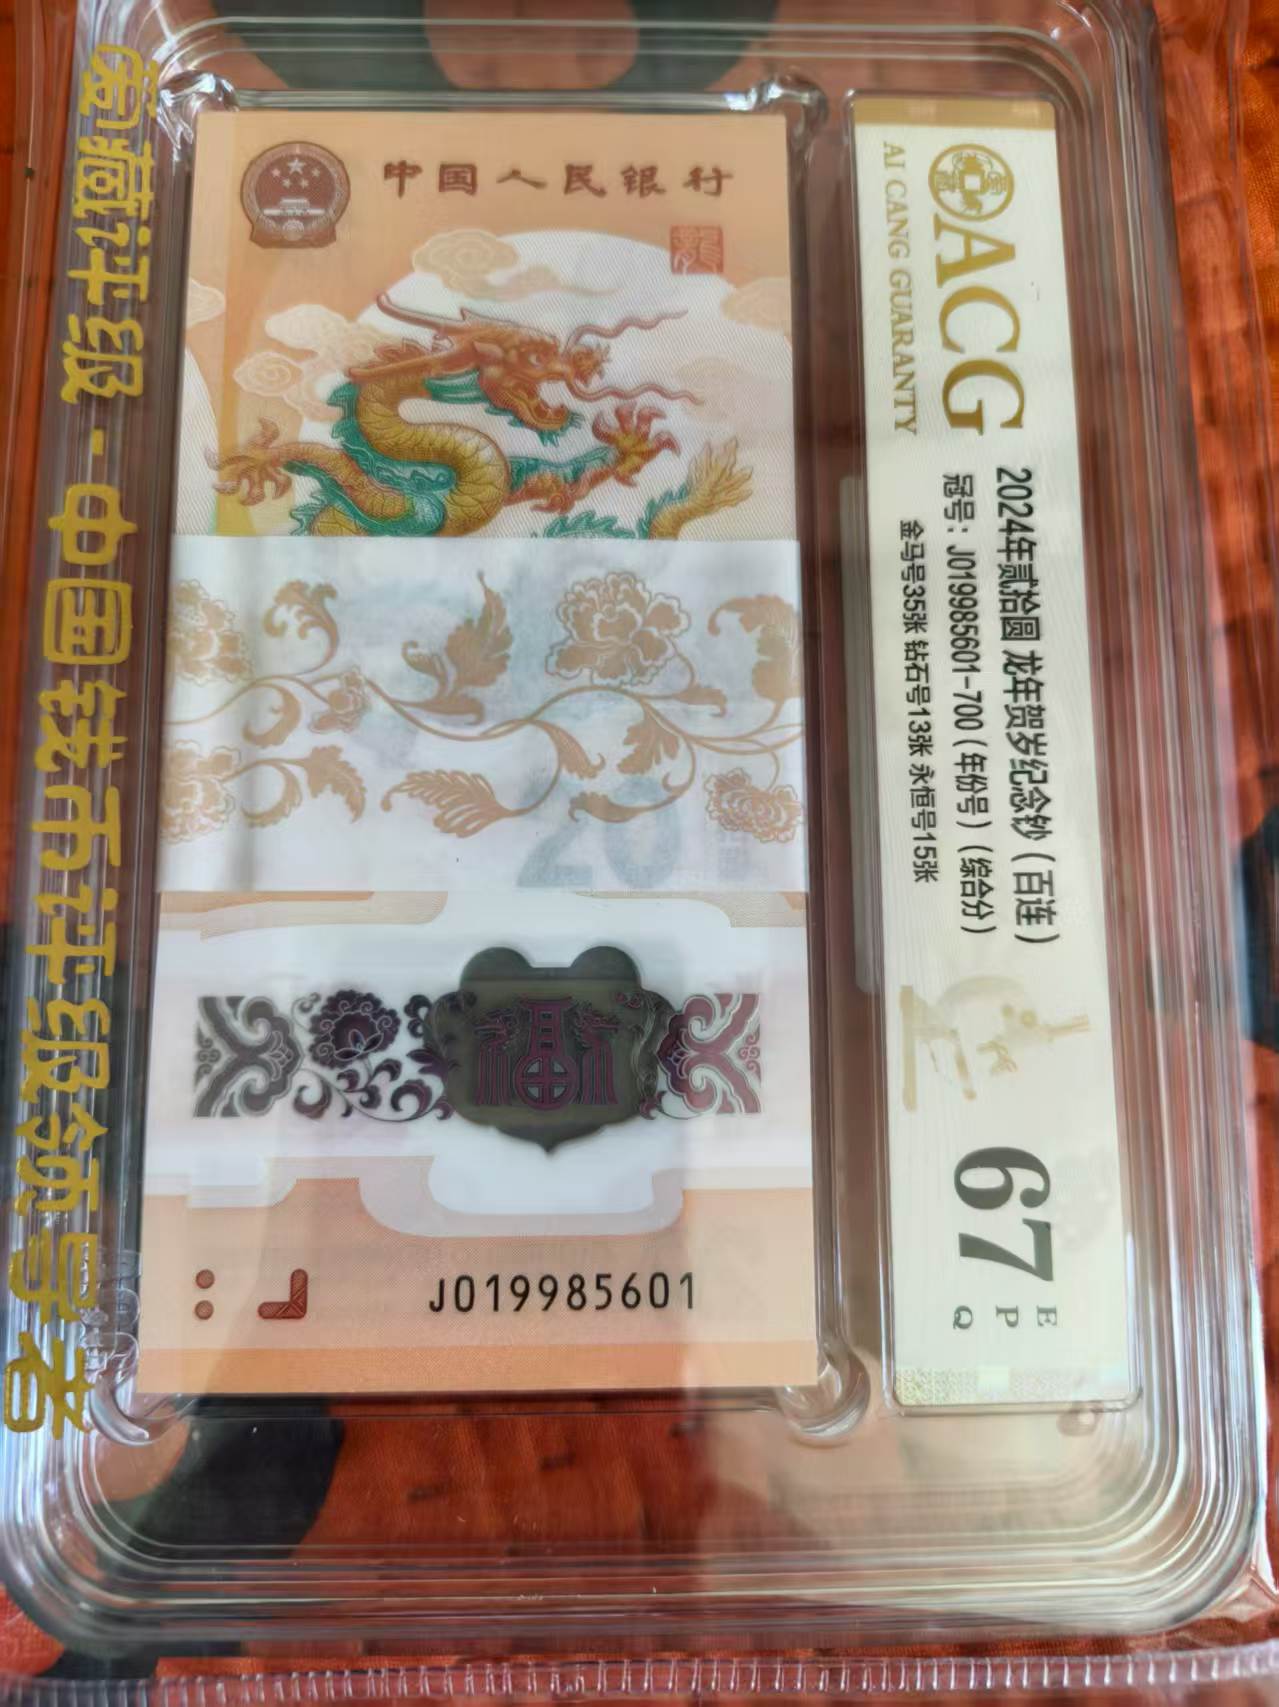 爱藏评级-中国钱币评级领导者
中国人民银行
龍
福
J019985601
ACG
AI CANG GUARANTY
2024年贰拾圆 龙年贺岁纪念钞（百连）
冠号：J019985601-700（年份号）（综合分）
金马号35张 钻石号13张 永恒号15张
67
E
P
Q
20